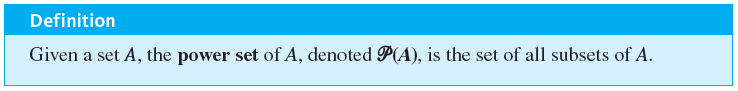 Definition
Given a set A, the power set of A, denoted 𝒫(A), is the set of all subsets of A.